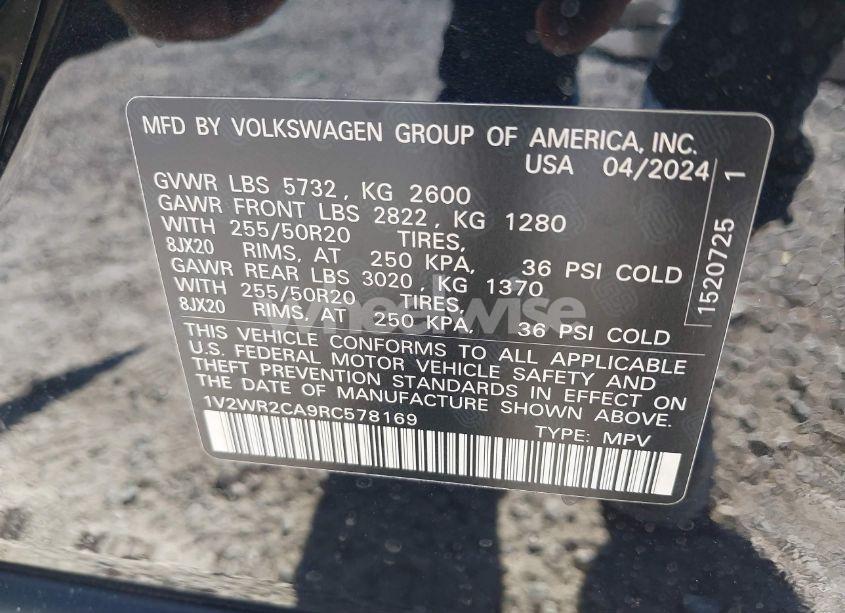 MFD BY VOLKSWAGEN GROUP OF AMERICA, INC.
USA 04/2024
GVWR LBS 5732, KG 2600
GAWR FRONT LBS 2822, KG 1280
WITH 255/50R20 TIRES,
8JX20 RIMS, AT 250 KPA, 36 PSI COLD
GAWR REAR LBS 3020, KG 1370
WITH 255/50R20 TIRES,
8JX20 RIMS, AT 250 KPA, 36 PSI COLD
THIS VEHICLE CONFORMS TO ALL APPLICABLE
U.S. FEDERAL MOTOR VEHICLE SAFETY AND
THEFT PREVENTION STANDARDS IN EFFECT ON
THE DATE OF MANUFACTURE SHOWN ABOVE.
1V2WR2CA9RC578169
TYPE: MPV
1520725 1
wheelwise